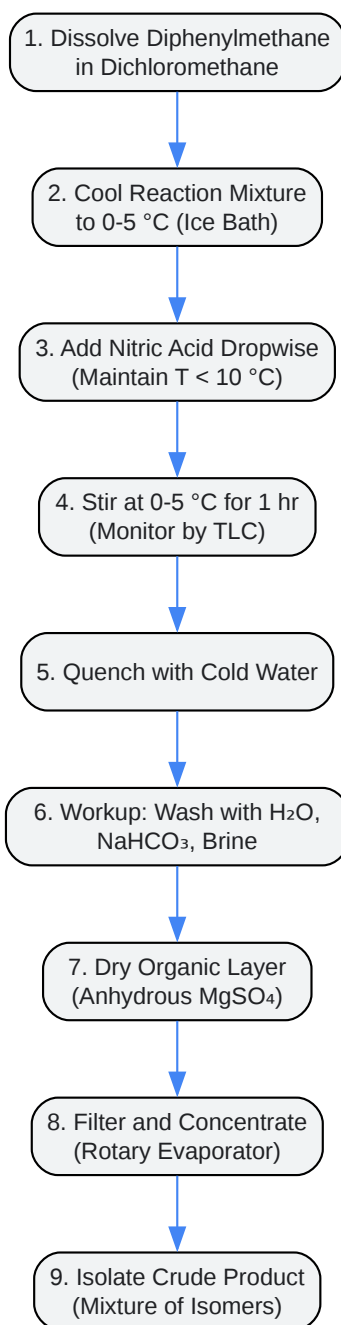 1. Dissolve Diphenylmethane
in Dichloromethane
2. Cool Reaction Mixture
to 0-5 °C (Ice Bath)
3. Add Nitric Acid Dropwise
(Maintain T < 10 °C)
4. Stir at 0-5 °C for 1 hr
(Monitor by TLC)
5. Quench with Cold Water
6. Workup: Wash with H₂O,
NaHCO₃, Brine
7. Dry Organic Layer
(Anhydrous MgSO₄)
8. Filter and Concentrate
(Rotary Evaporator)
9. Isolate Crude Product
(Mixture of Isomers)